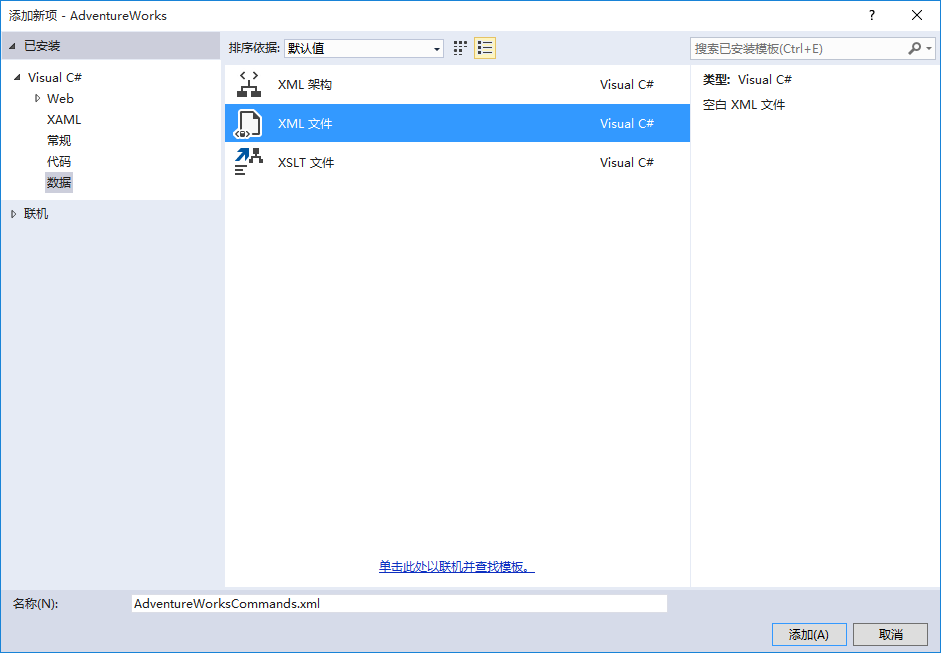 添加新项 - AdventureWorks
?
已安装
Visual C#
Web
XAML
常规
代码
数据
联机
排序依据: 默认值
XML 架构 Visual C#
XML 文件 Visual C#
XSLT 文件 Visual C#
单击此处以联机并查找模板。
搜索已安装模板(Ctrl+E)
类型: Visual C#
空白 XML 文件
名称(N): AdventureWorksCommands.xml
添加(A) 取消